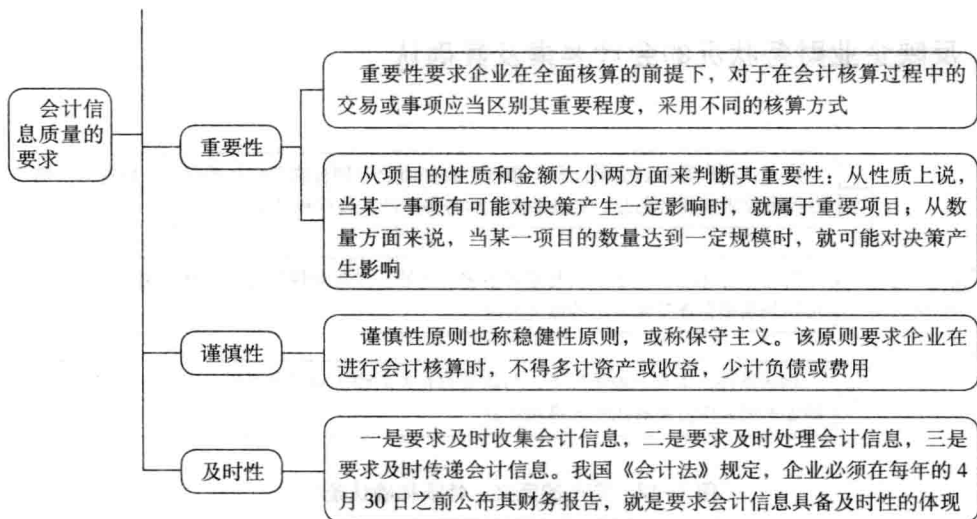 会计信
息质量的
要求
重要性
重要性要求企业在全面核算的前提下，对于在会计核算过程中的
交易或事项应当区别其重要程度，采用不同的核算方式
从项目的性质和金额大小两方面来判断其重要性：从性质上说，
当某一事项有可能对决策产生一定影响时，就属于重要项目；从数
量方面来说，当某一项目的数量达到一定规模时，就可能对决策产
生影响
谨慎性
谨慎性原则也称稳健性原则，或称保守主义。该原则要求企业在
进行会计核算时，不得多计资产或收益，少计负债或费用
及时性
一是要求及时收集会计信息，二是要求及时处理会计信息，三是
要求及时传递会计信息。我国《会计法》规定，企业必须在每年的 4
月 30 日之前公布其财务报告，就是要求会计信息具备及时性的体现